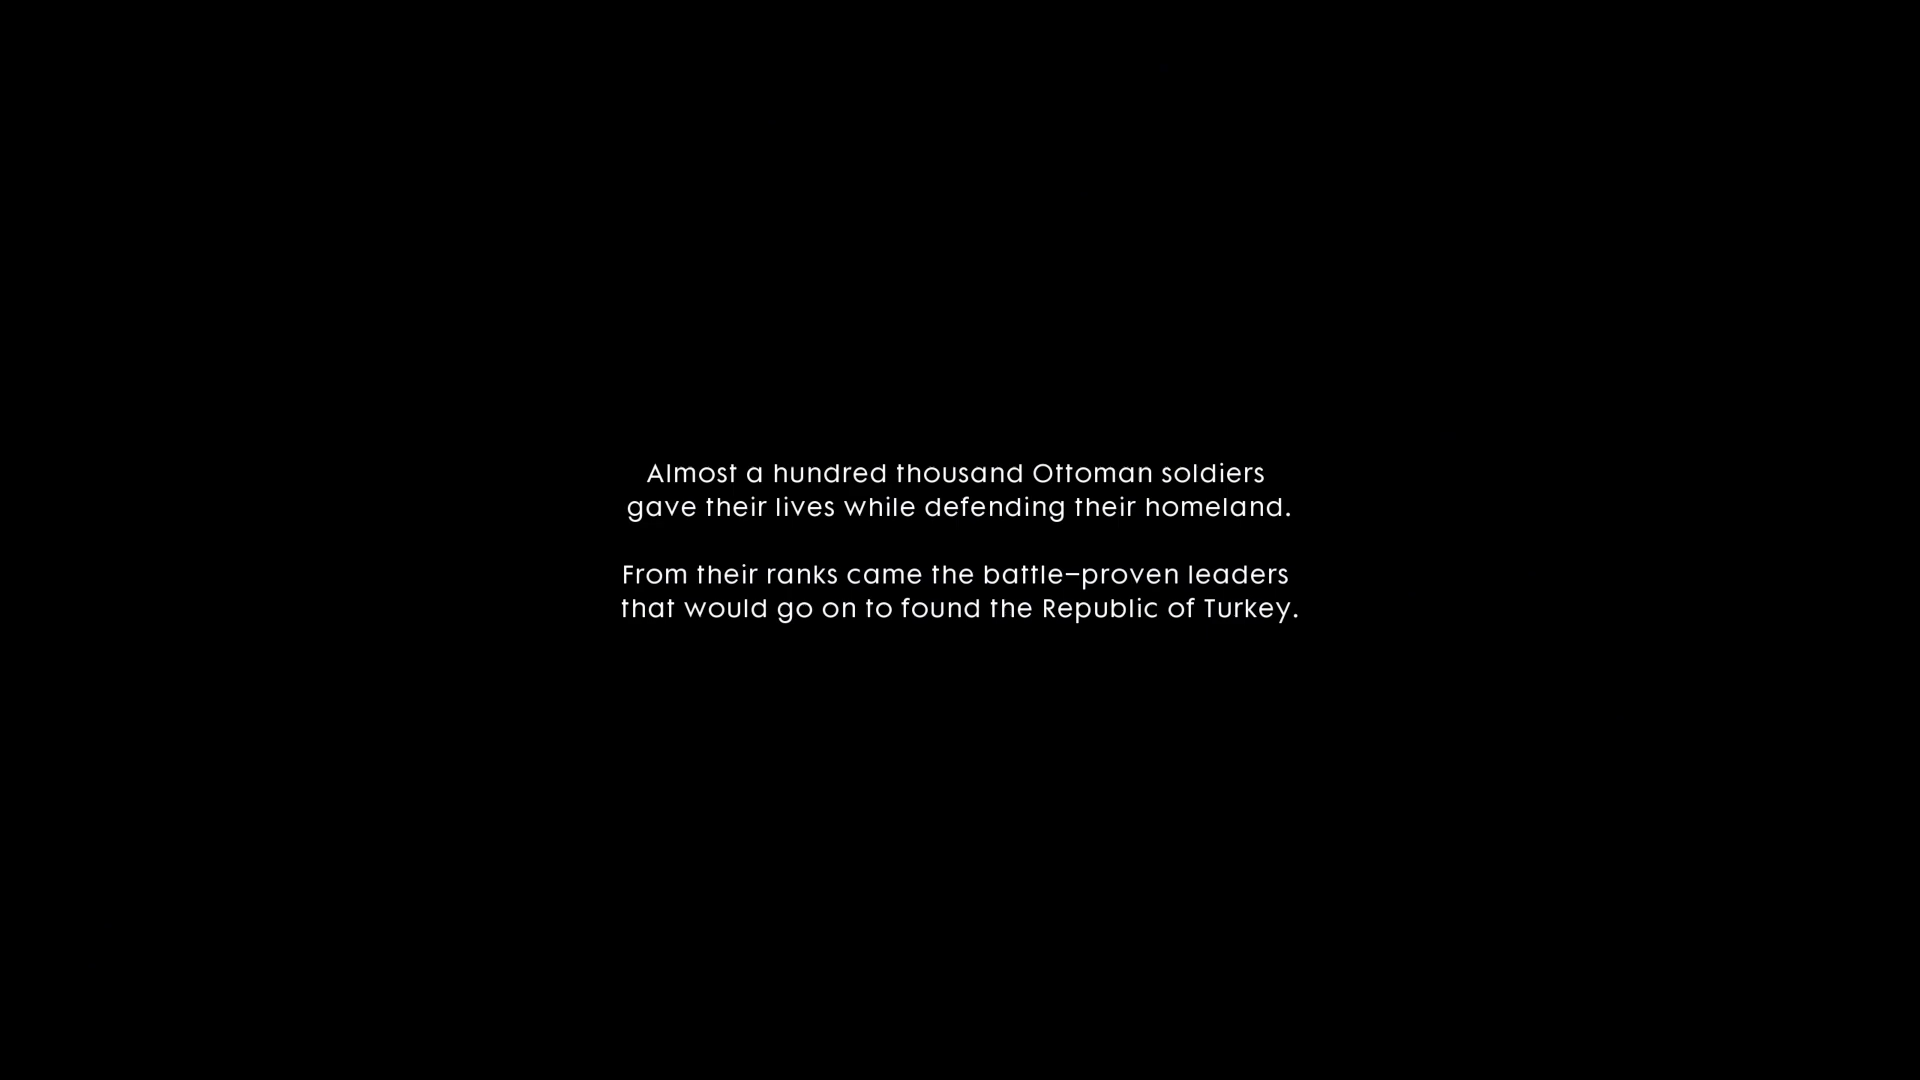 Almost a hundred thousand Ottoman soldiers
gave their lives while defending their homeland.
From their ranks came the battle–proven leaders
that would go on to found the Republic of Turkey.